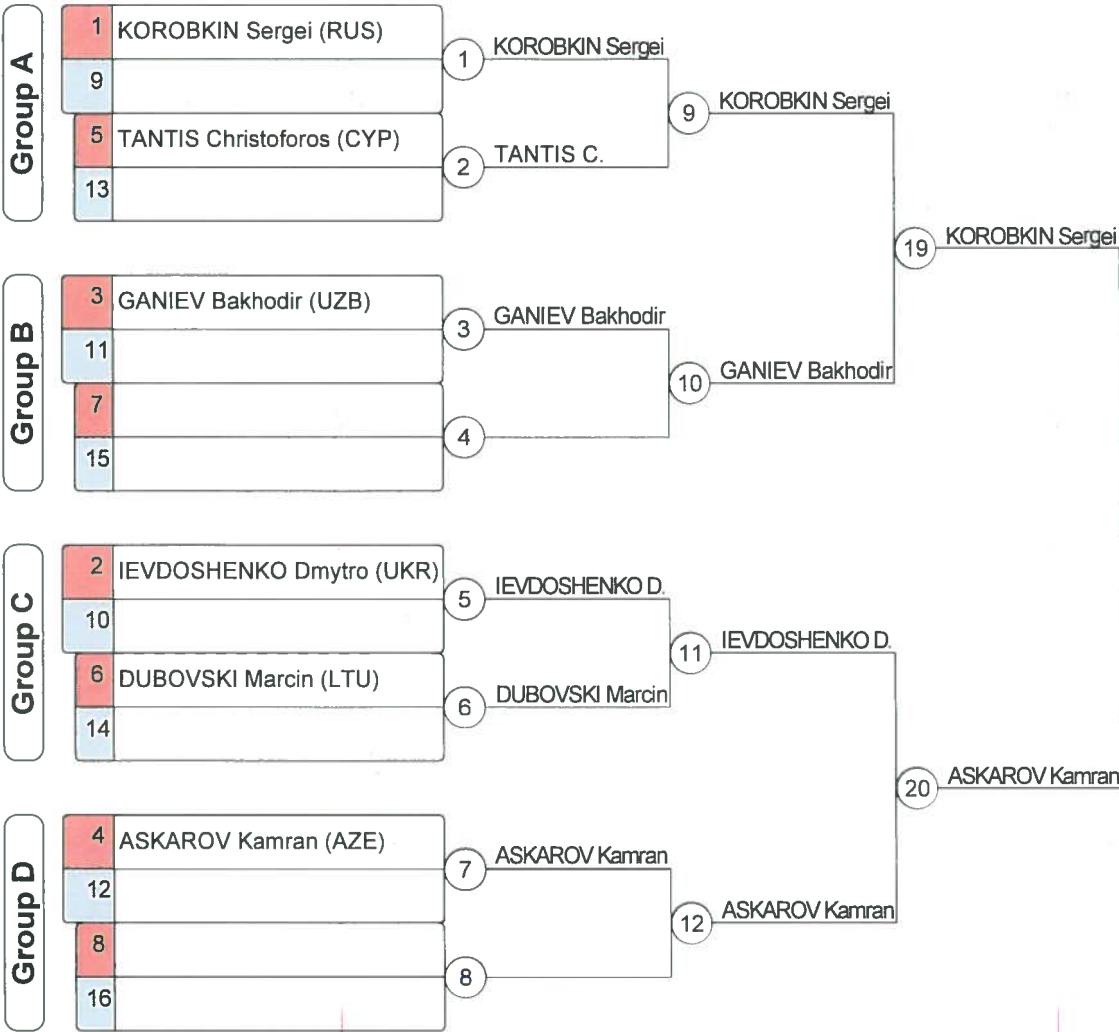 Group A
1 KOROBKIN Sergei (RUS)
9
5 TANTIS Christoforos (CYP)
13
1 KOROBKIN Sergei
2 TANTIS C.
9 KOROBKIN Sergei
Group B
3 GANIEV Bakhodir (UZB)
11
7
15
3 GANIEV Bakhodir
4
10 GANIEV Bakhodir
19 KOROBKIN Sergei
Group C
2 IEVDOSHENKO Dmytro (UKR)
10
6 DUBOVSKI Marcin (LTU)
14
5 IEVDOSHENKO D.
6 DUBOVSKI Marcin
11 IEVDOSHENKO D.
Group D
4 ASKAROV Kamran (AZE)
12
8
16
7 ASKAROV Kamran
8
12 ASKAROV Kamran
20 ASKAROV Kamran